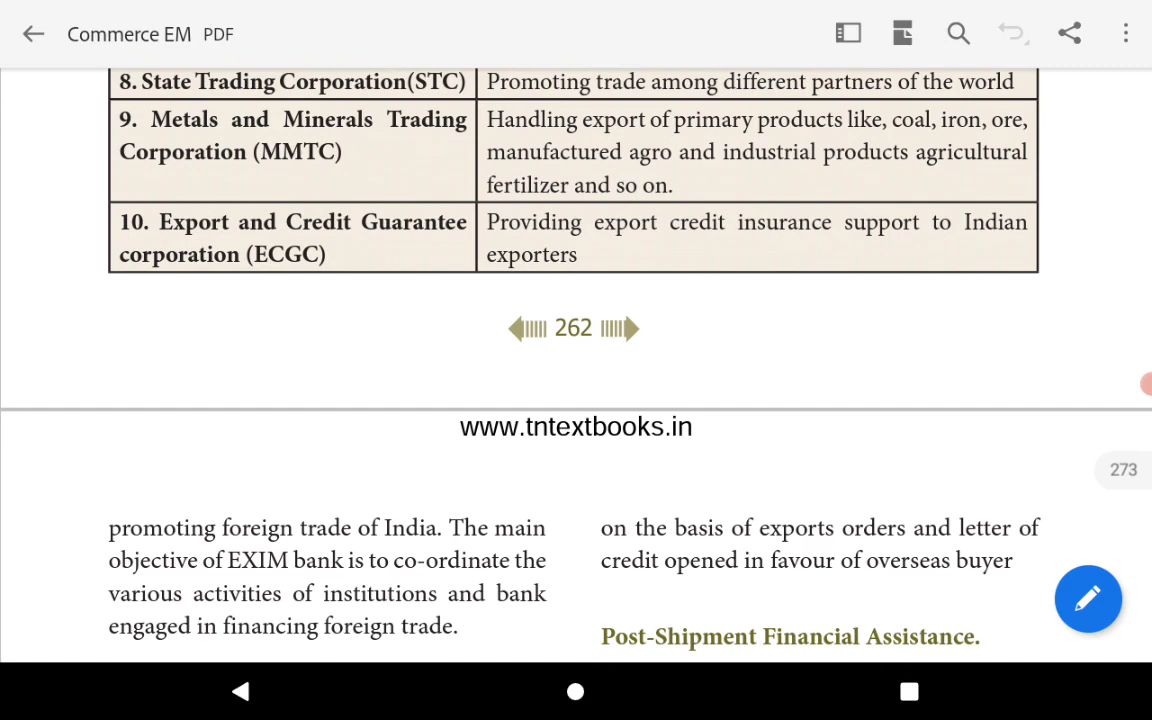 Commerce EM PDF
8. State Trading Corporation(STC) Promoting trade among different partners of the world
9. Metals and Minerals Trading Corporation (MMTC)
Handling export of primary products like, coal, iron, ore,
manufactured agro and industrial products agricultural
fertilizer and so on.
10. Export and Credit Guarantee
corporation (ECGC)
Providing export credit insurance support to Indian
exporters
262
www.tntextbooks.in
273
promoting foreign trade of India. The main
objective of EXIM bank is to co-ordinate the
various activities of institutions and bank
engaged in financing foreign trade.
on the basis of exports orders and letter of
credit opened in favour of overseas buyer
Post-Shipment Financial Assistance.